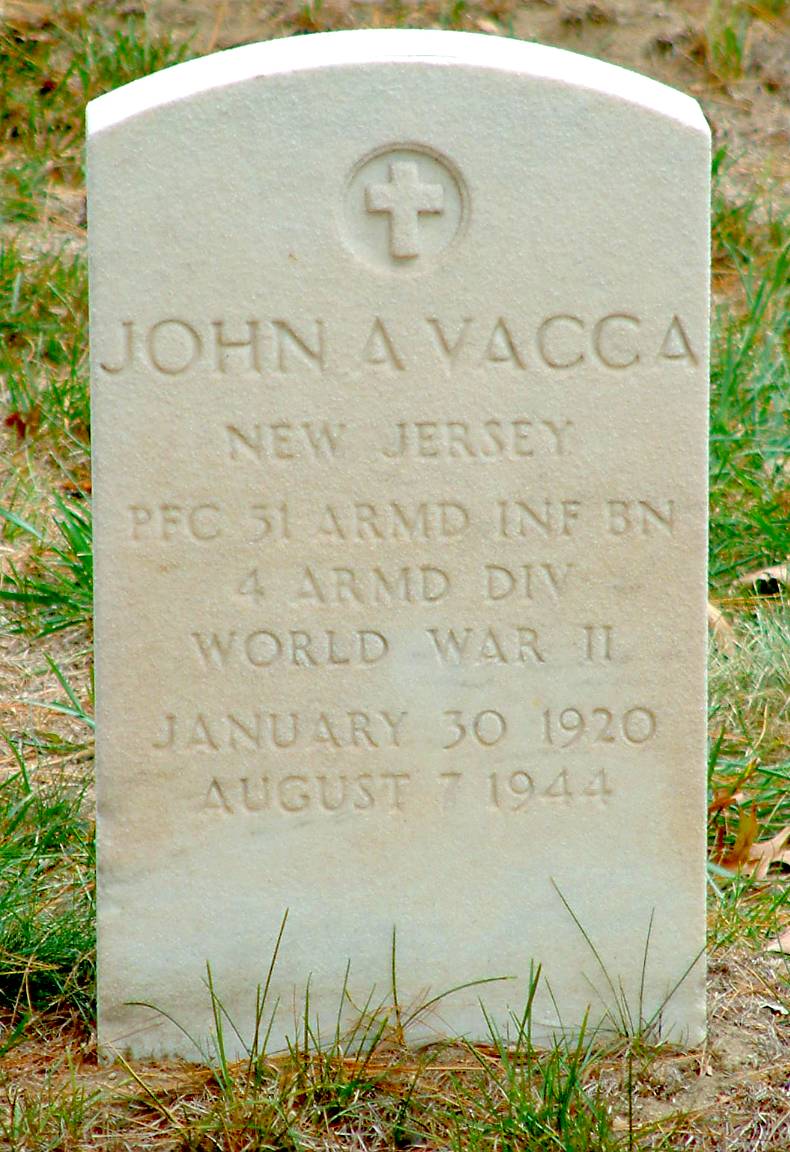 JOHN A VACCA
NEW JERSEY
PFC 51 ARMD INF BN
4 ARMD DIV
WORLD WAR II
JANUARY 30 1920
AUGUST 7 1944